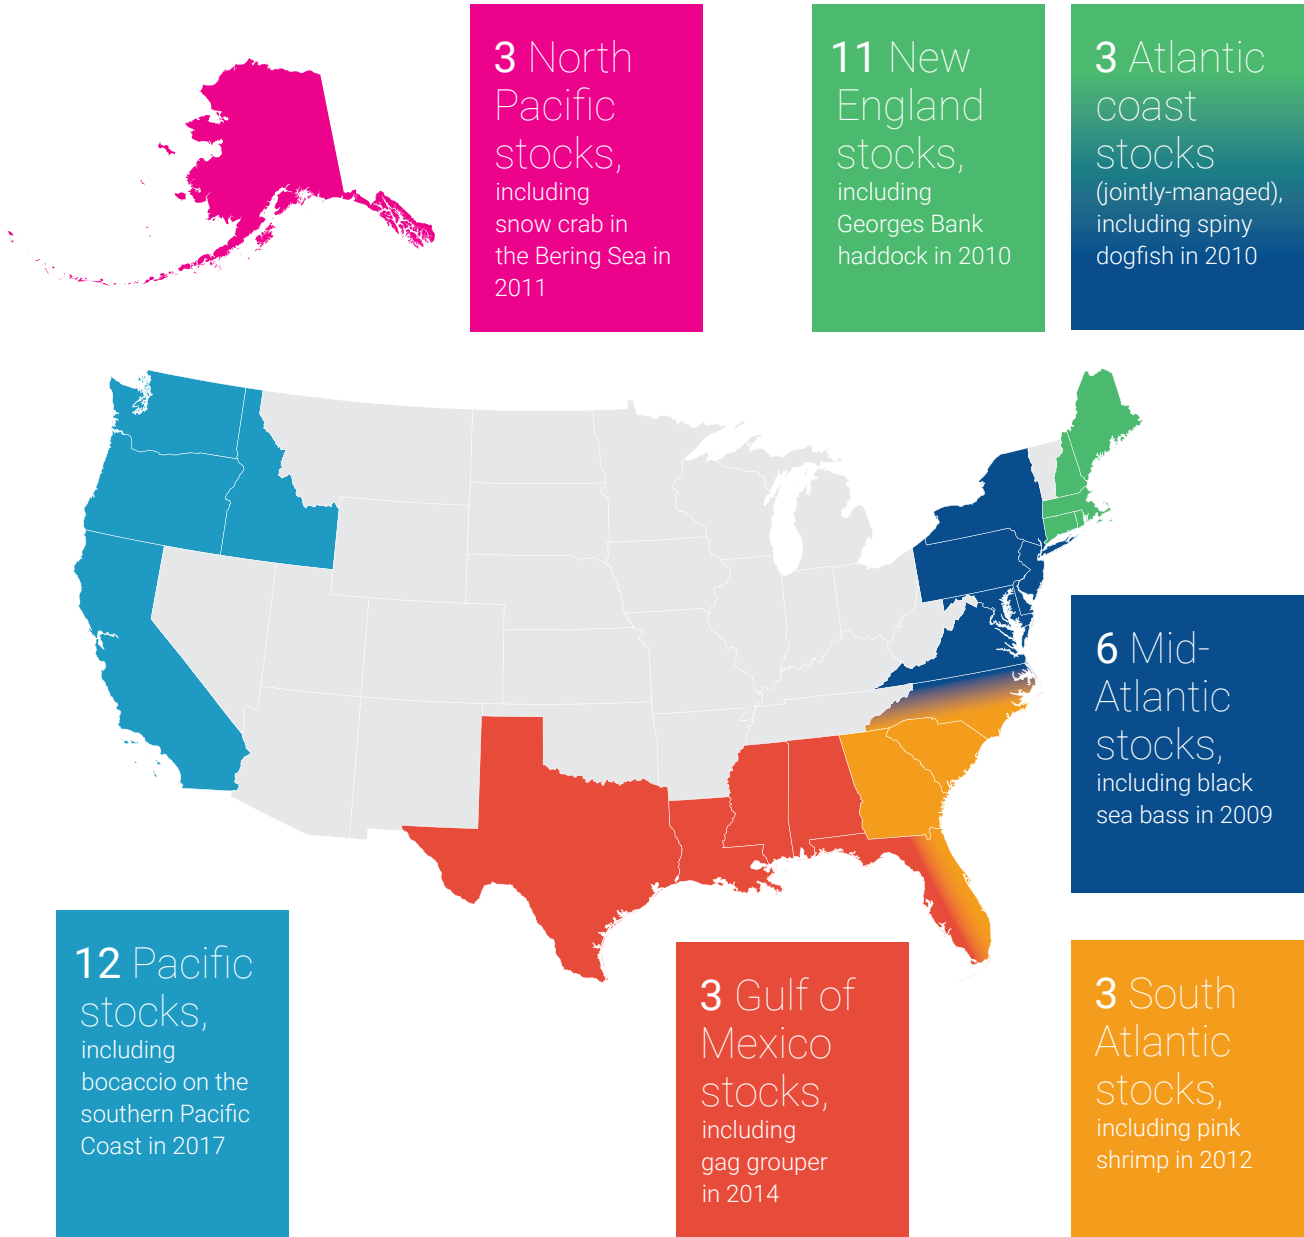 3 North
Pacific
stocks,
including
snow crab in
the Bering Sea in
2011
11 New
England
stocks,
including
Georges Bank
haddock in 2010
3 Atlantic
coast
stocks
(jointly-managed),
including spiny
dogfish in 2010
6 Mid-
Atlantic
stocks,
including black
sea bass in 2009
12 Pacific
stocks,
including
bocaccio on the
southern Pacific
Coast in 2017
3 Gulf of
Mexico
stocks,
including
gag grouper
in 2014
3 South
Atlantic
stocks,
including pink
shrimp in 2012